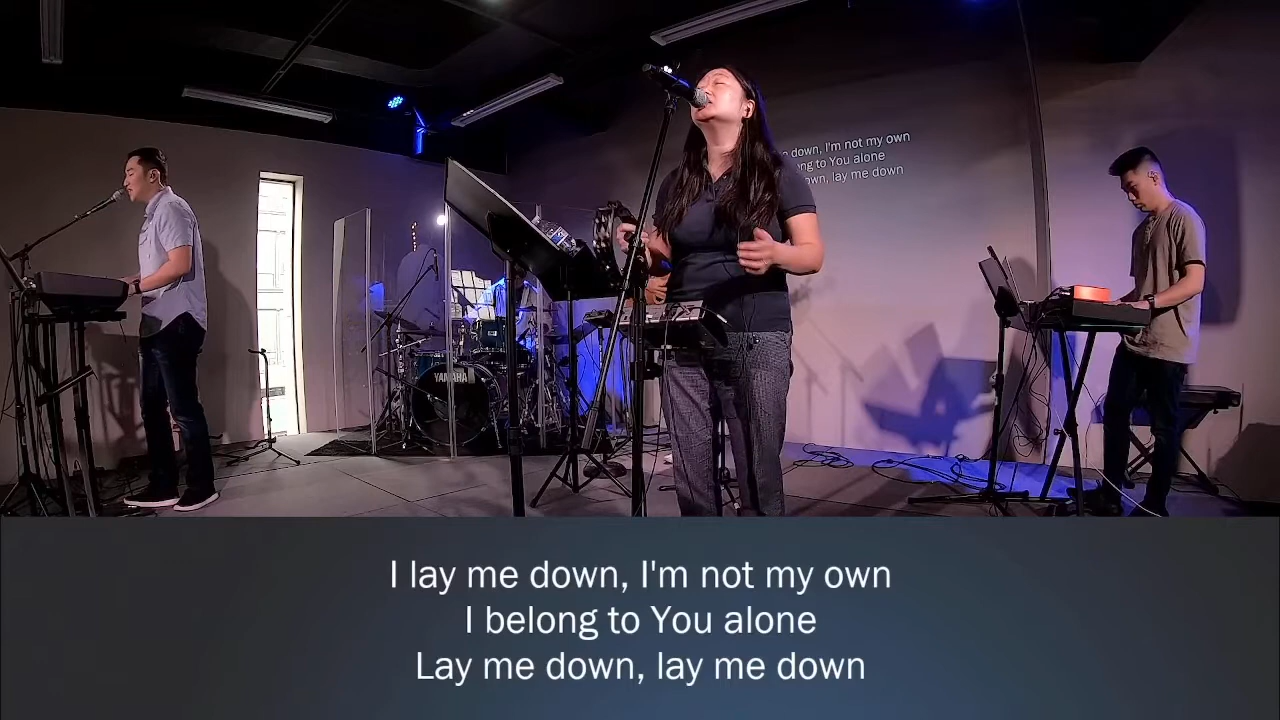 down, I'm not my own
to You alone
lay me down
YAMAHA
I lay me down, I'm not my own
I belong to You alone
Lay me down, lay me down